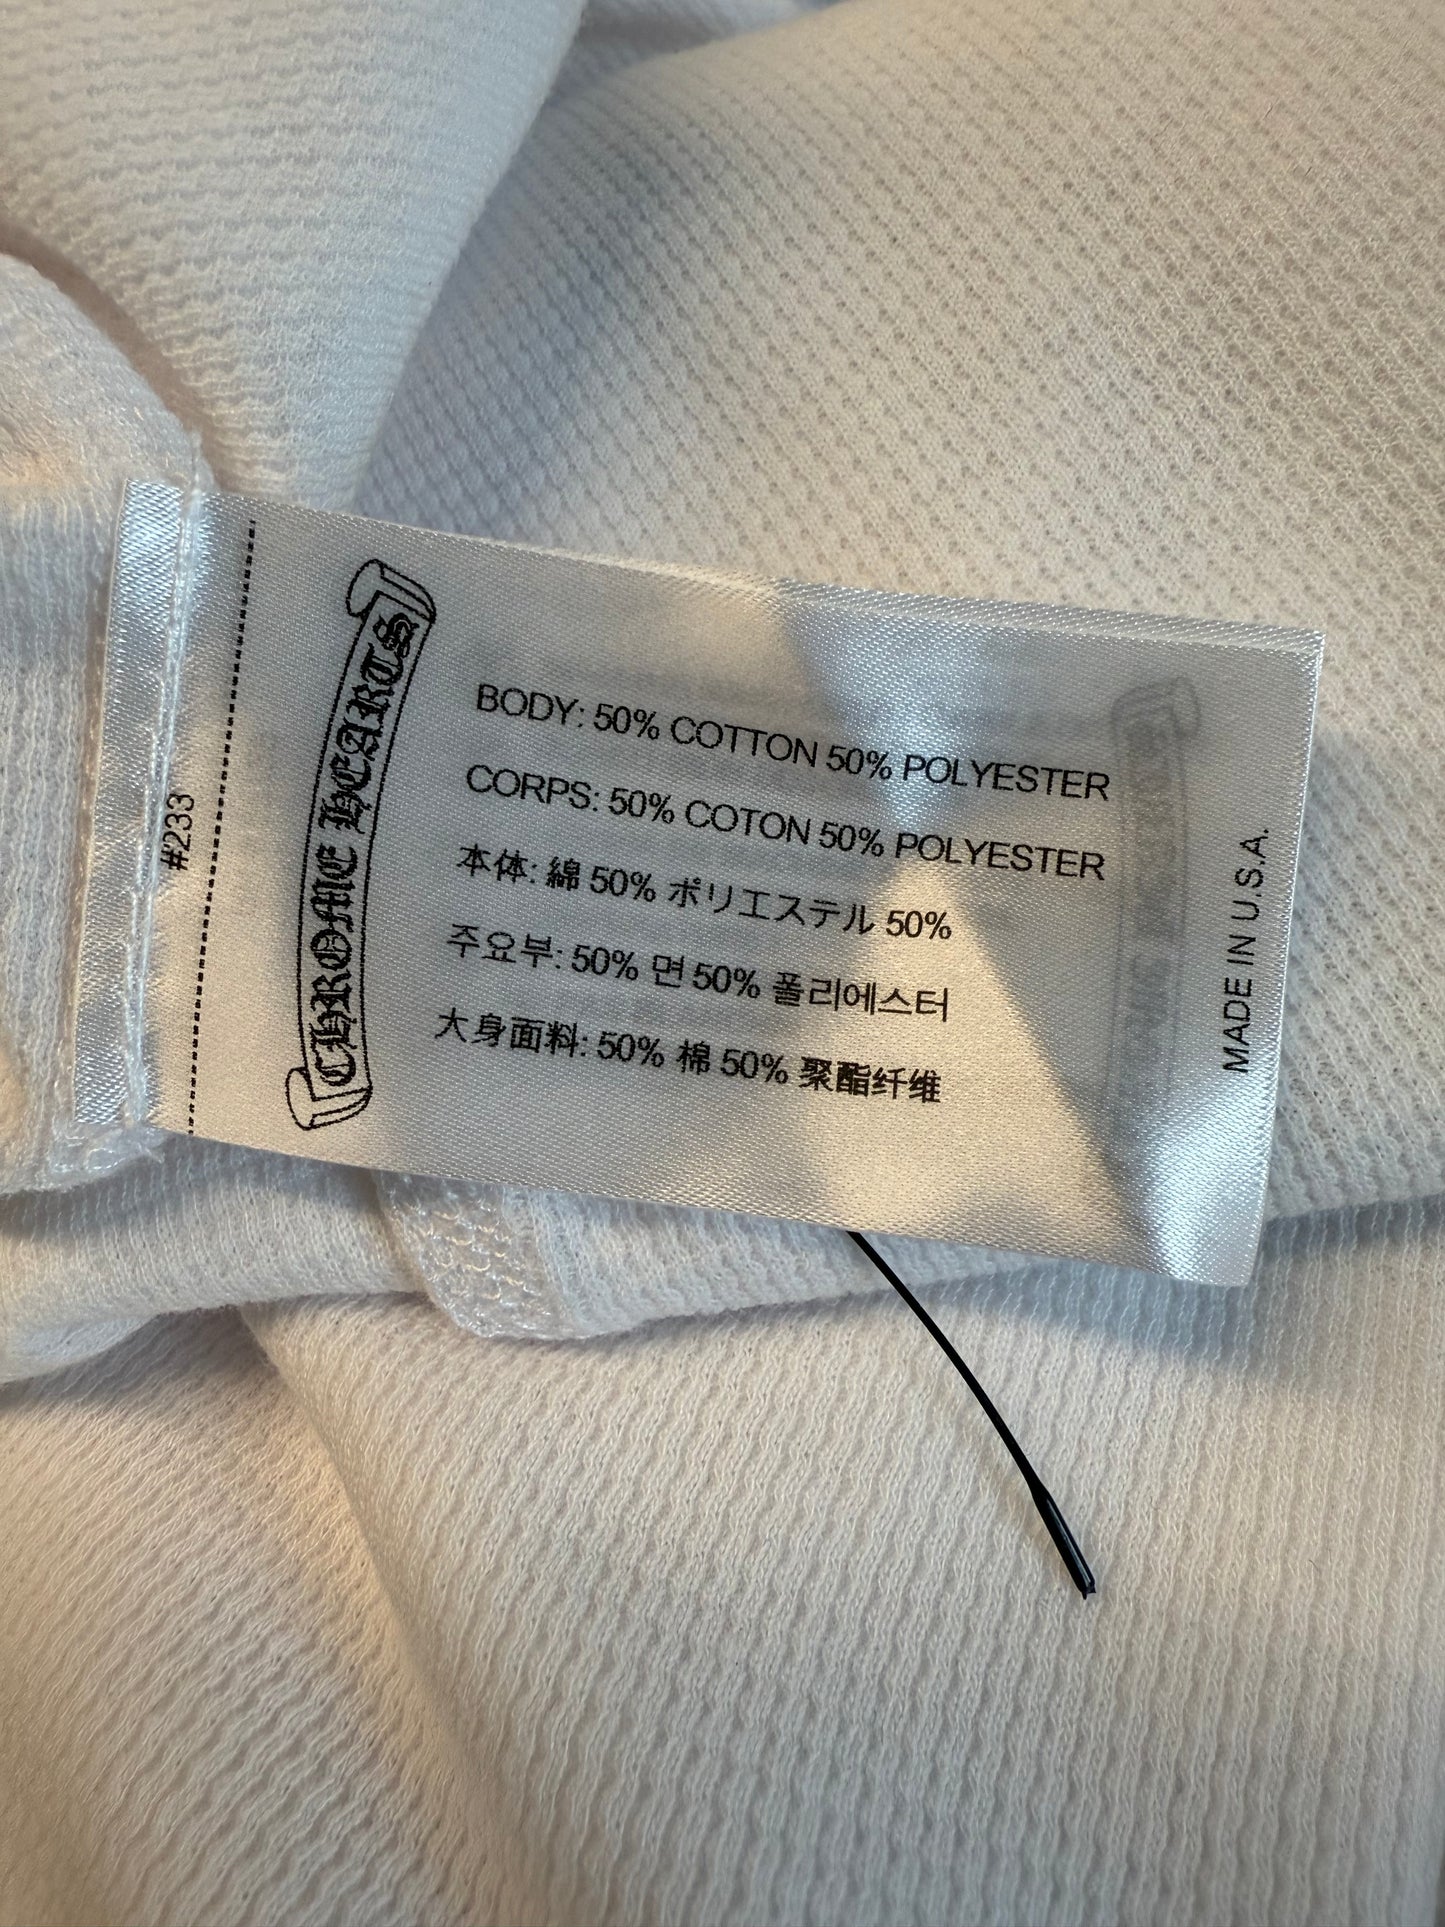 #233
CHROME HEARTS
BODY: 50% COTTON 50% POLYESTER
CORPS: 50% COTON 50% POLYESTER
本体: 綿 50% ポリエステル 50%
주요부: 50% 면 50% 폴리에스터
大身面料: 50% 棉 50% 聚酯纤维
MADE IN U.S.A.